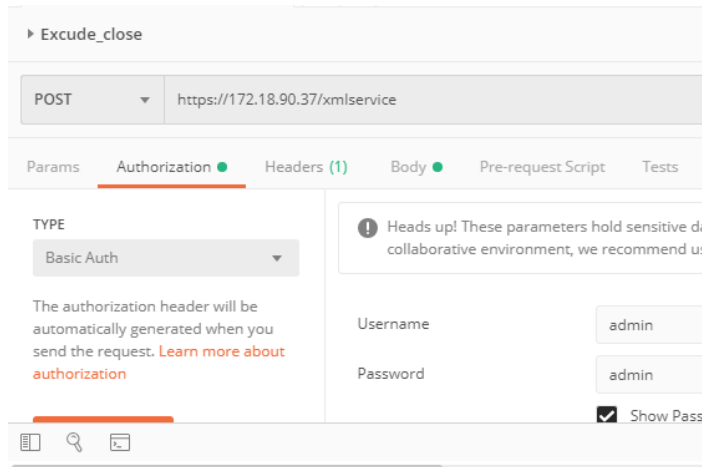 Excude_close
POST https://172.18.90.37/xmlservice
Params Authorization Headers (1) Body Pre-request Script Tests
TYPE
Basic Auth
The authorization header will be
automatically generated when you
send the request. Learn more about
authorization
Heads up! These parameters hold sensitive da
collaborative environment, we recommend us
Username admin
Password admin
Show Pass